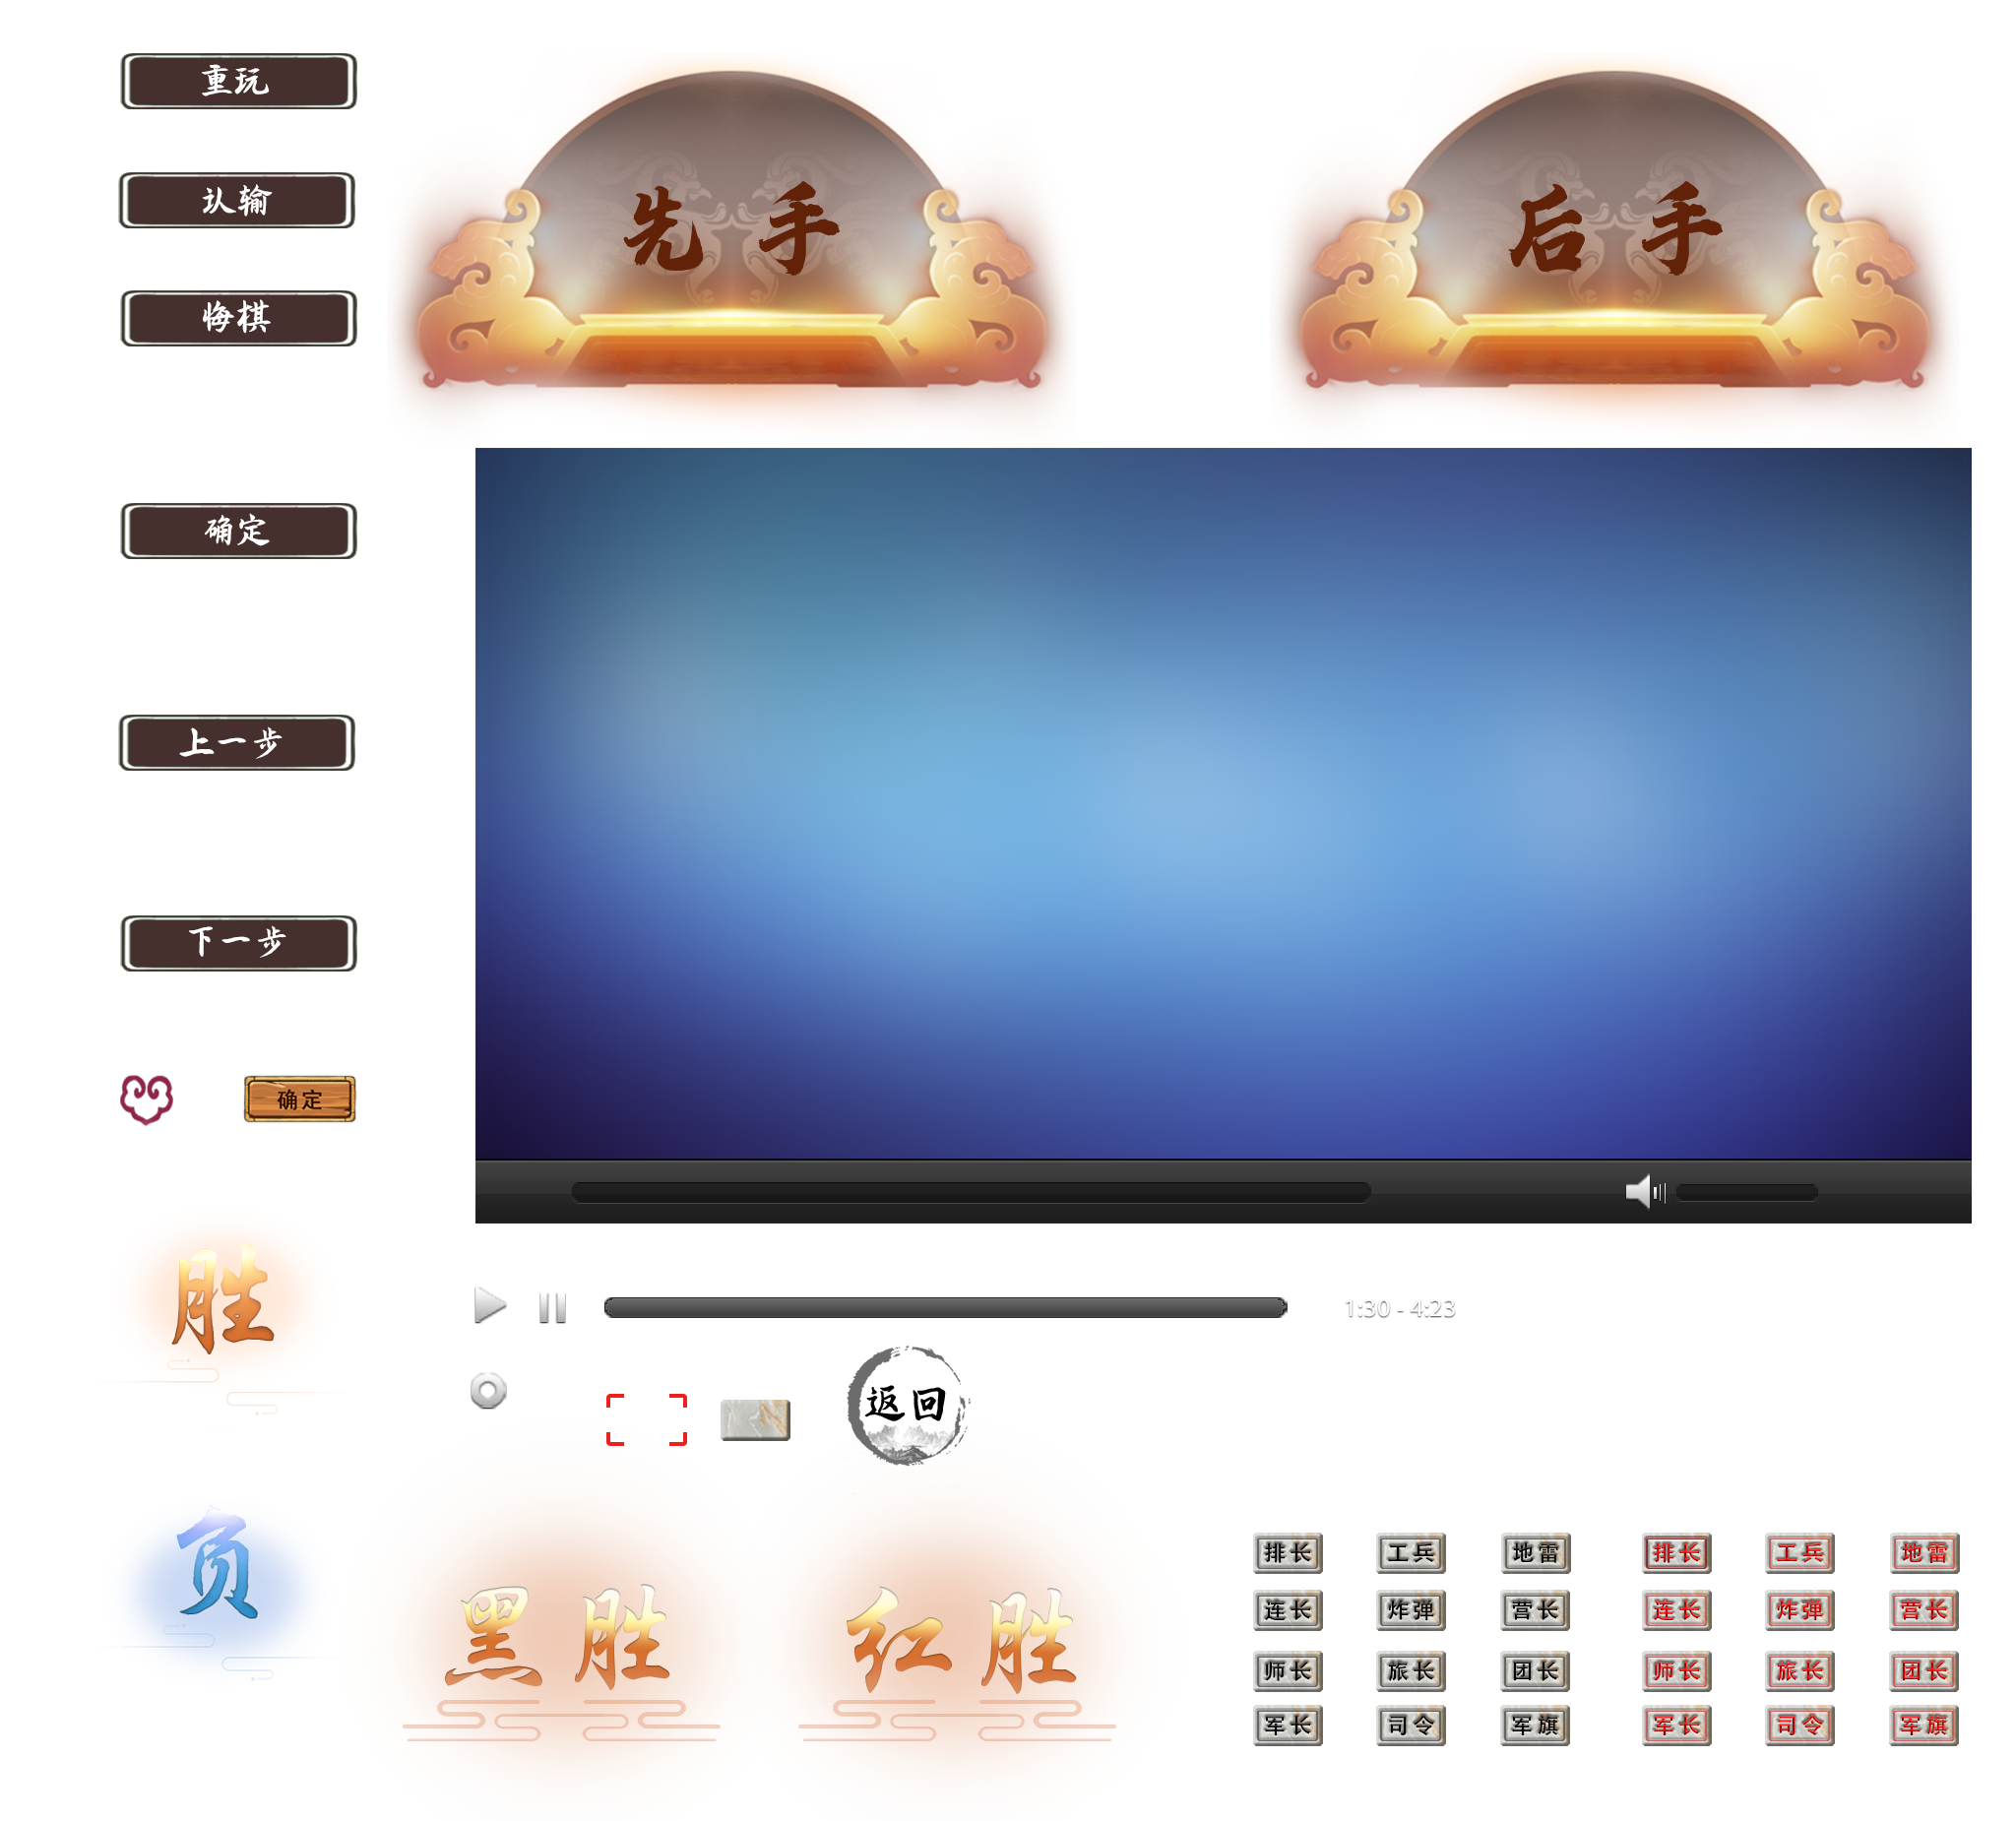 重玩
认输
悔棋
确定
上一步
下一步
确定
胜
负
先 手
后 手
1:30 - 4:23
返回
黑 胜
红 胜
排长 工兵 地雷 排长 工兵 地雷
连长 炸弹 营长 连长 炸弹 营长
师长 旅长 团长 师长 旅长 团长
军长 司令 军旗 军长 司令 军旗